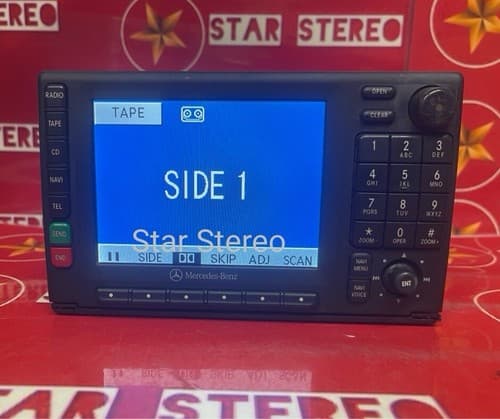 STAR STEREO
RADIO
TAPE
CD
NAVI
TEL
SEND
END
TAPE
SIDE 1
Star Stereo
SIDE SKIP ADJ SCAN
Mercedes-Benz
OPEN
CLEAR
1 2 ABC 3 DEF
4 GHI 5 JKL 6 MNO
7 PQRS 8 TUV 9 WXYZ
* ZOOM- 0 OPER # ZOOM+
NAVI MENU
NAVI VOICE
ENT
STEREO
STAR STEREO